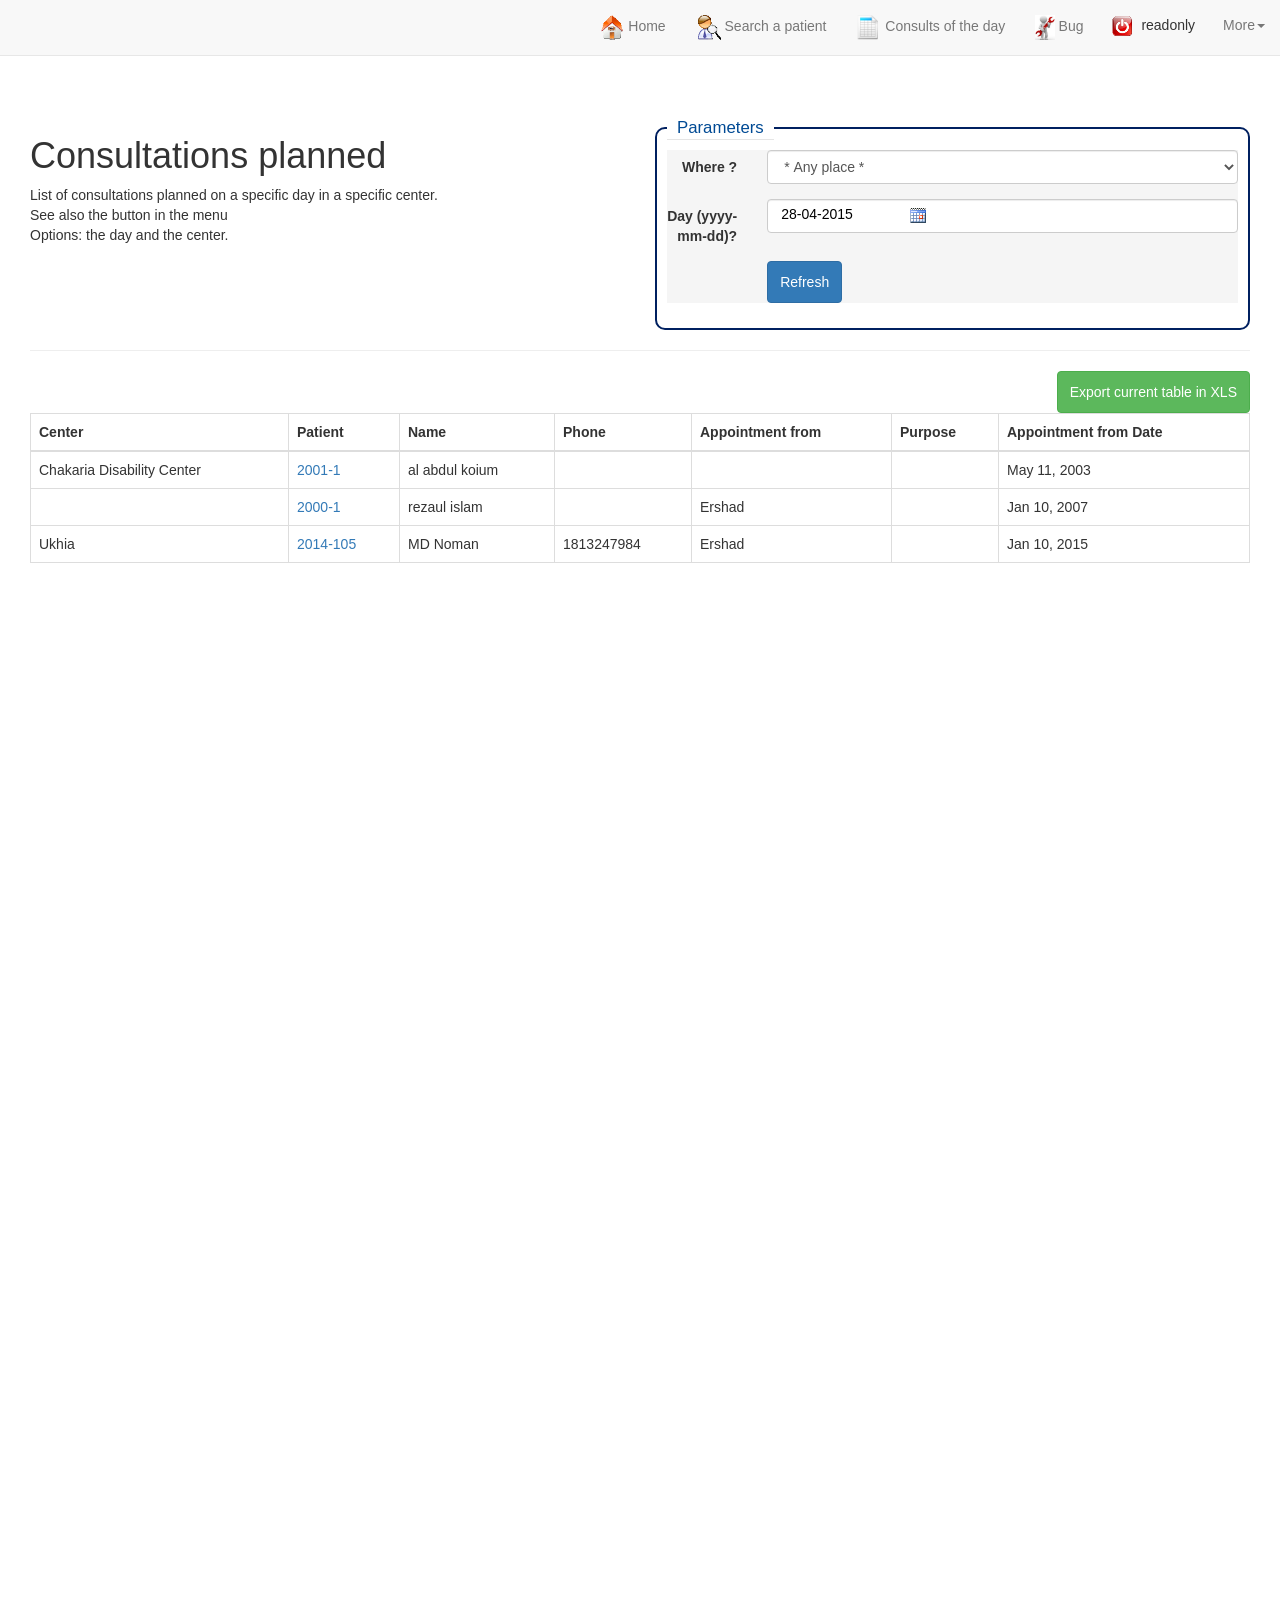 Home Search a patient Consults of the day Bug readonly More
Consultations planned
List of consultations planned on a specific day in a specific center.
See also the button in the menu
Options: the day and the center.
Parameters
Where ? * Any place *
Day (yyyy-mm-dd)? 28-04-2015
Refresh
Export current table in XLS
Center Patient Name Phone Appointment from Purpose Appointment from Date
Chakaria Disability Center 2001-1 al abdul koium May 11, 2003
2000-1 rezaul islam Ershad Jan 10, 2007
Ukhia 2014-105 MD Noman 1813247984 Ershad Jan 10, 2015